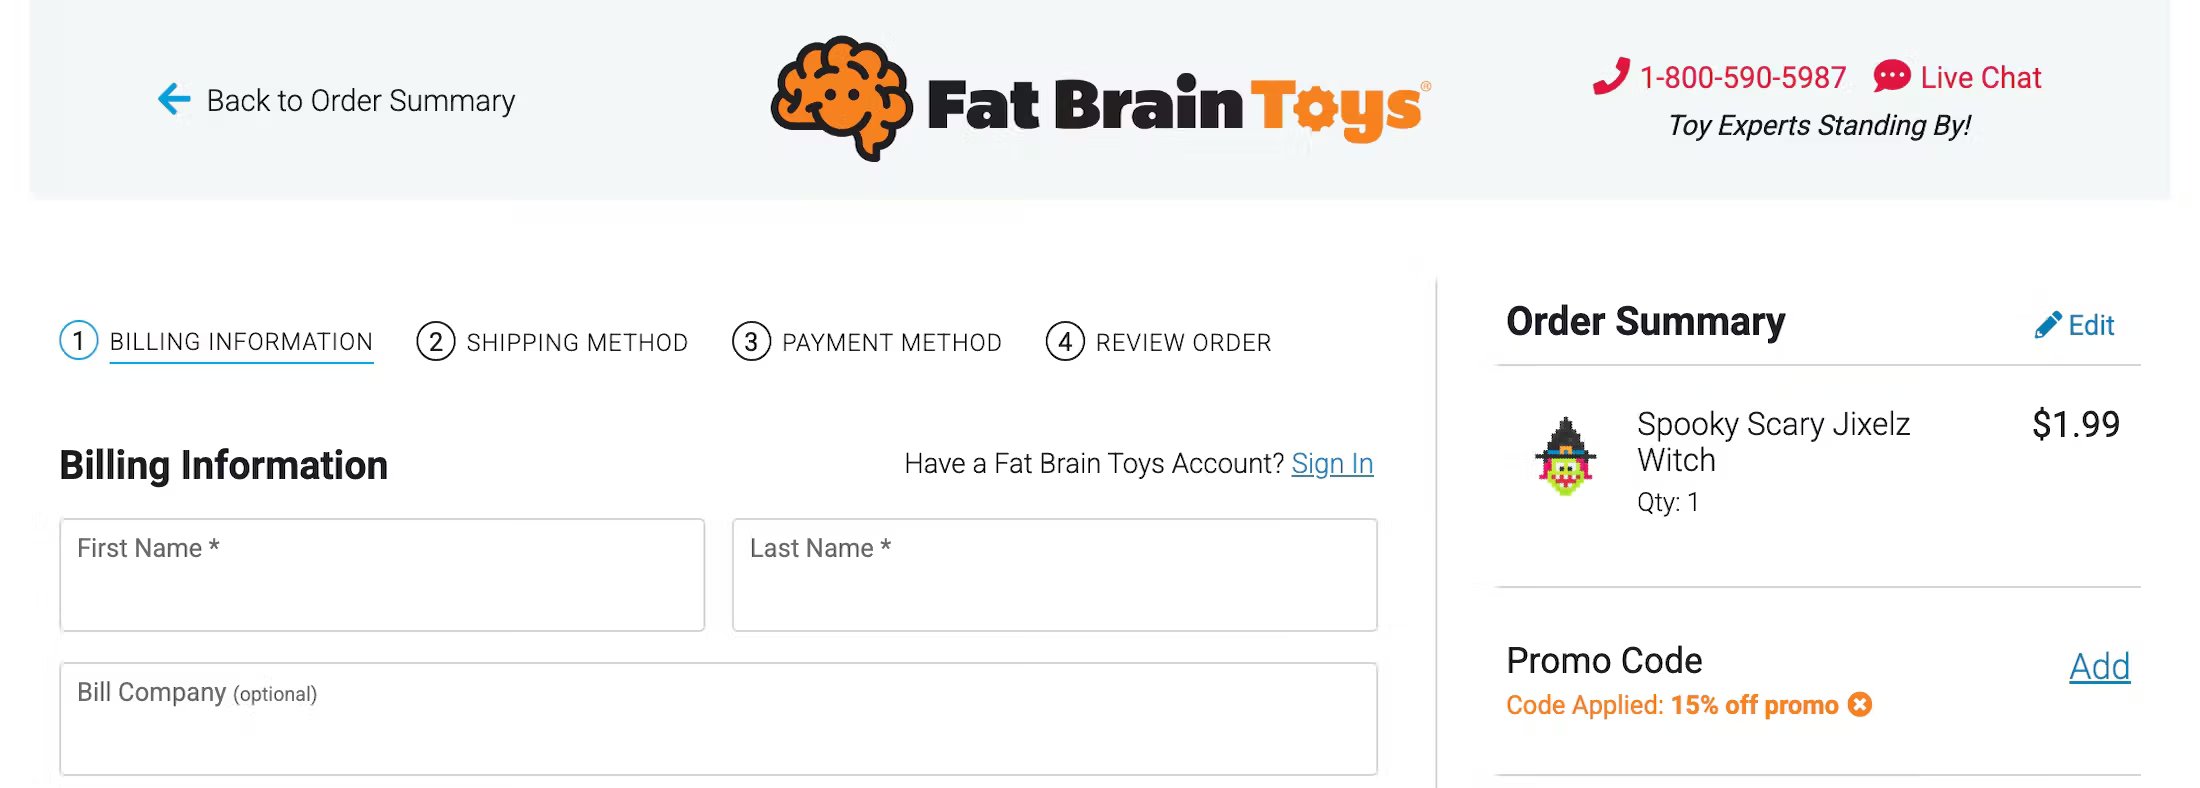 Back to Order Summary
Fat Brain Toys®
1-800-590-5987 Live Chat
Toy Experts Standing By!
1 BILLING INFORMATION 2 SHIPPING METHOD 3 PAYMENT METHOD 4 REVIEW ORDER
Billing Information
Have a Fat Brain Toys Account? Sign In
First Name *
Last Name *
Bill Company (optional)
Order Summary
Edit
Spooky Scary Jixelz
Witch
$1.99
Qty: 1
Promo Code
Add
Code Applied: 15% off promo